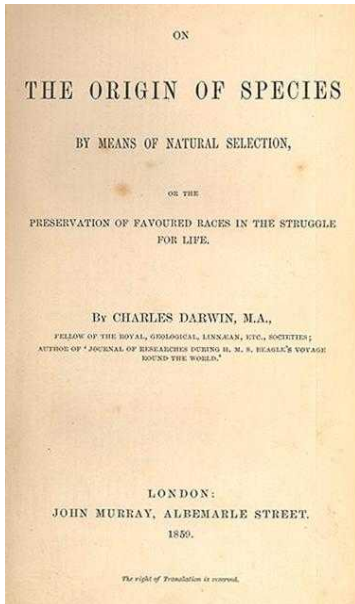 ON
THE ORIGIN OF SPECIES
BY MEANS OF NATURAL SELECTION,
OR THE
PRESERVATION OF FAVOURED RACES IN THE STRUGGLE
FOR LIFE.
By CHARLES DARWIN, M.A.,
FELLOW OF THE ROYAL, GEOLOGICAL, LINNÆAN, ETC., SOCIETIES;
AUTHOR OF 'JOURNAL OF RESEARCHES DURING H. M. S. BEAGLE'S VOYAGE
ROUND THE WORLD.'
LONDON:
JOHN MURRAY, ALBEMARLE STREET.
1859.
The right of Translation is reserved.